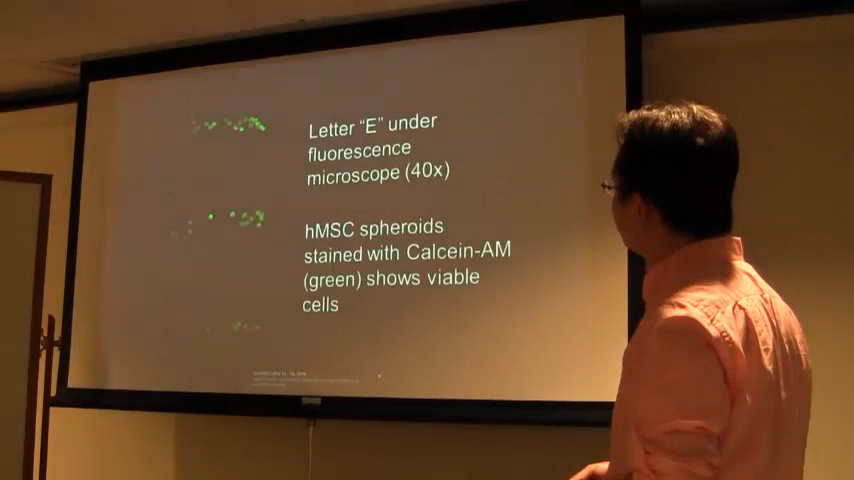 Letter “E” under
fluorescence
microscope (40x)
hMSC spheroids
stained with Calcein-AM
(green) shows viable
cells